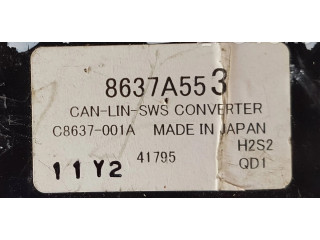 8637A553
CAN-LIN-SWS CONVERTER
C8637-001A MADE IN JAPAN
H2S2
41795
QD1
11Y2